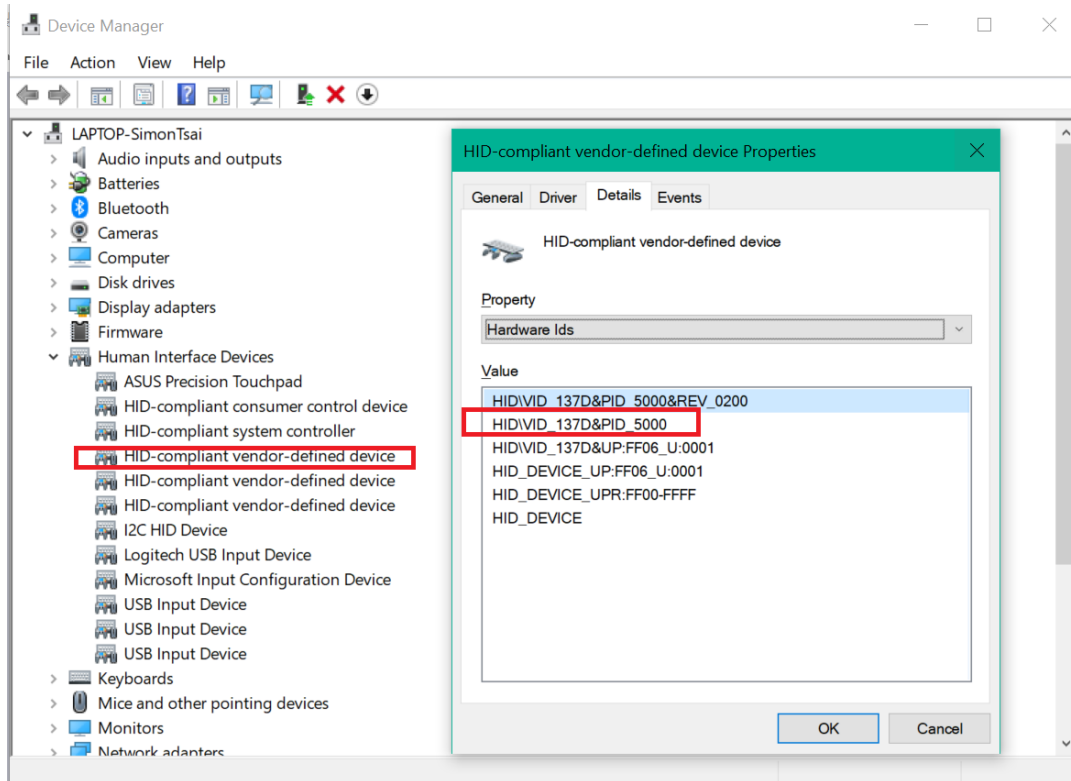 Device Manager
File Action View Help
LAPTOP-SimonTsai
Audio inputs and outputs
Batteries
Bluetooth
Cameras
Computer
Disk drives
Display adapters
Firmware
Human Interface Devices
ASUS Precision Touchpad
HID-compliant consumer control device
HID-compliant system controller
HID-compliant vendor-defined device
HID-compliant vendor-defined device
HID-compliant vendor-defined device
I2C HID Device
Logitech USB Input Device
Microsoft Input Configuration Device
USB Input Device
USB Input Device
USB Input Device
Keyboards
Mice and other pointing devices
Monitors
Network adapters
HID-compliant vendor-defined device Properties
General Driver Details Events
HID-compliant vendor-defined device
Property
Hardware Ids
Value
HID\VID_137D&PID_5000&REV_0200
HID\VID_137D&PID_5000
HID\VID_137D&UP:FF06_U:0001
HID_DEVICE_UP:FF06_U:0001
HID_DEVICE_UPR:FF00-FFFF
HID_DEVICE
OK Cancel